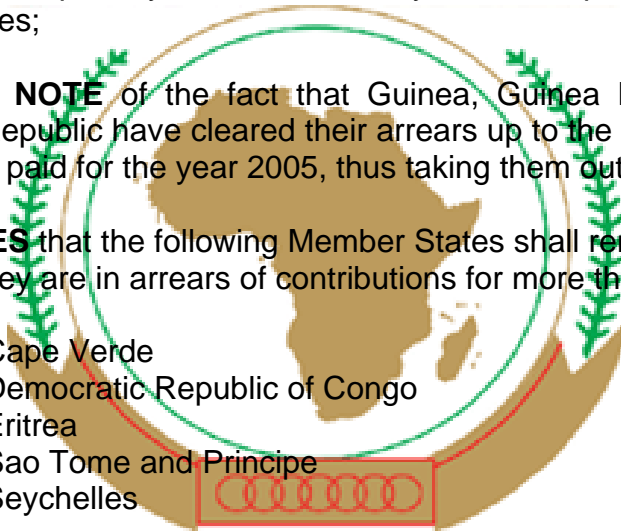 es;
NOTE of the fact that Guinea, Guinea
epublic have cleared their arrears up to the
paid for the year 2005, thus taking them out
ES that the following Member States shall
ey are in arrears of contributions for more
Cape Verde
Democratic Republic of Congo
Eritrea
Sao Tome and Principe
Seychelles